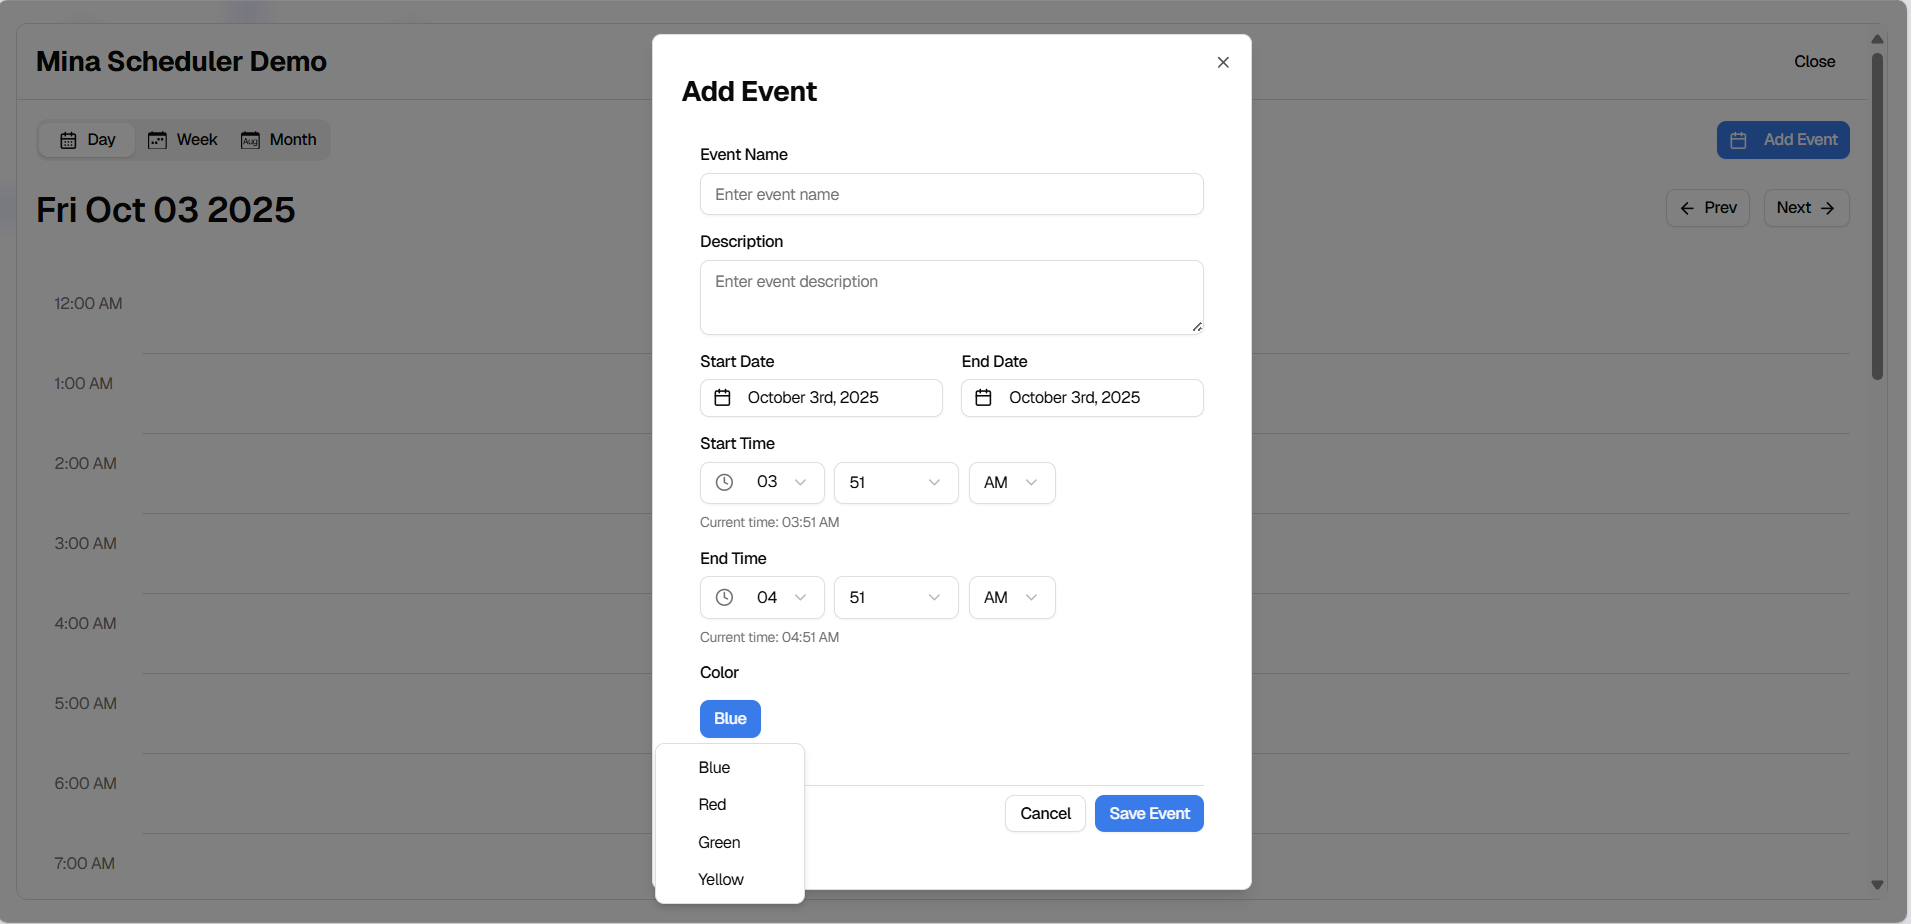 Mina Scheduler Demo
Close
Day Week Aug Month
Add Event
Fri Oct 03 2025
Prev Next
12:00 AM
1:00 AM
2:00 AM
3:00 AM
4:00 AM
5:00 AM
6:00 AM
7:00 AM
Add Event
Event Name
Enter event name
Description
Enter event description
Start Date End Date
October 3rd, 2025 October 3rd, 2025
Start Time
03 51 AM
Current time: 03:51 AM
End Time
04 51 AM
Current time: 04:51 AM
Color
Blue
Blue
Red
Green
Yellow
Cancel Save Event